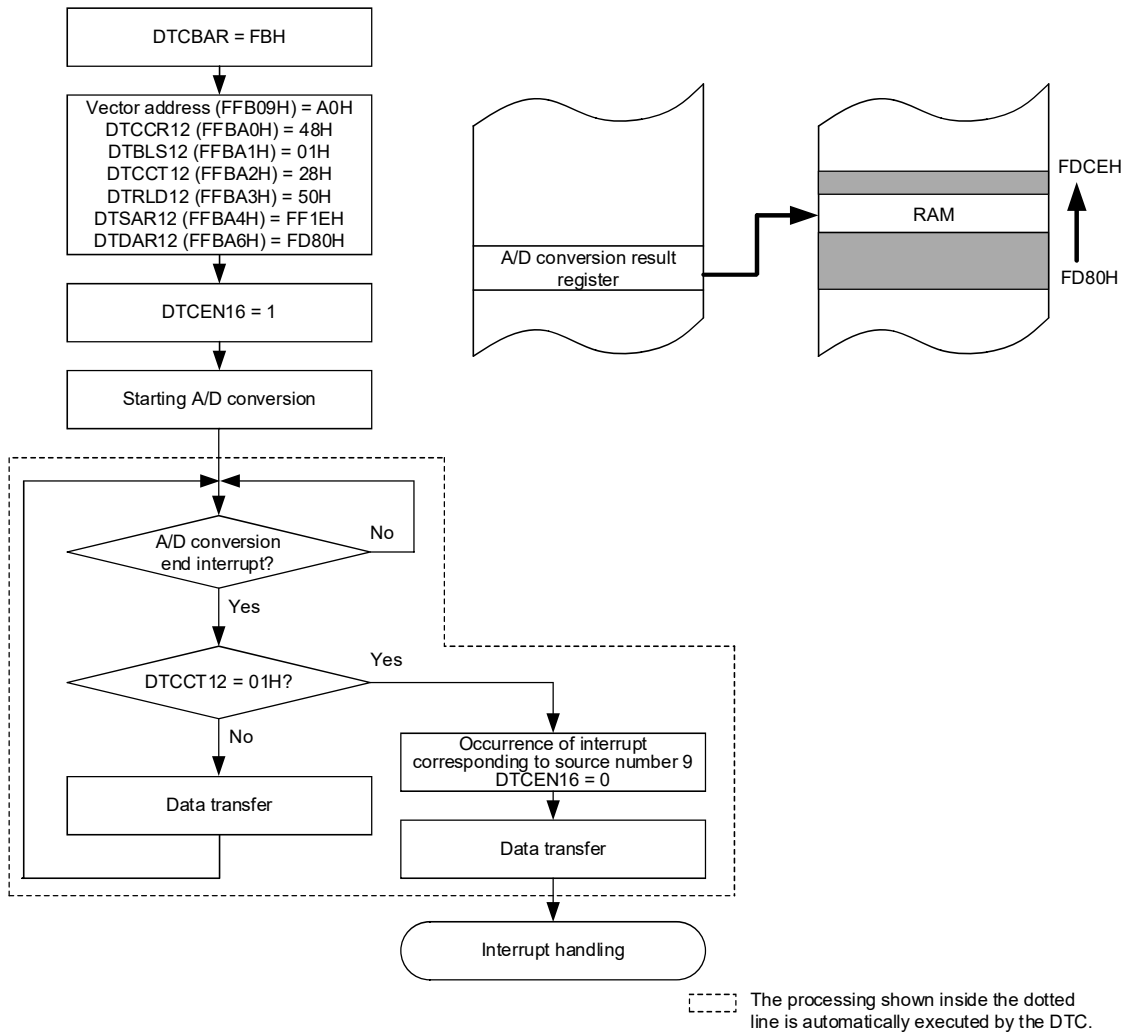 DTCBAR = FBH
Vector address (FFB09H) = A0H
DTCCR12 (FFBA0H) = 48H
DTBLS12 (FFBA1H) = 01H
DTCCT12 (FFBA2H) = 28H
DTRLD12 (FFBA3H) = 50H
DTSAR12 (FFBA4H) = FF1EH
DTDAR12 (FFBA6H) = FD80H
DTCEN16 = 1
Starting A/D conversion
A/D conversion
end interrupt?
No
Yes
DTCCT12 = 01H?
Yes
No
Data transfer
Occurrence of interrupt
corresponding to source number 9
DTCEN16 = 0
Data transfer
Interrupt handling
A/D conversion result
register
RAM
FDCEH
FD80H
The processing shown inside the dotted
line is automatically executed by the DTC.